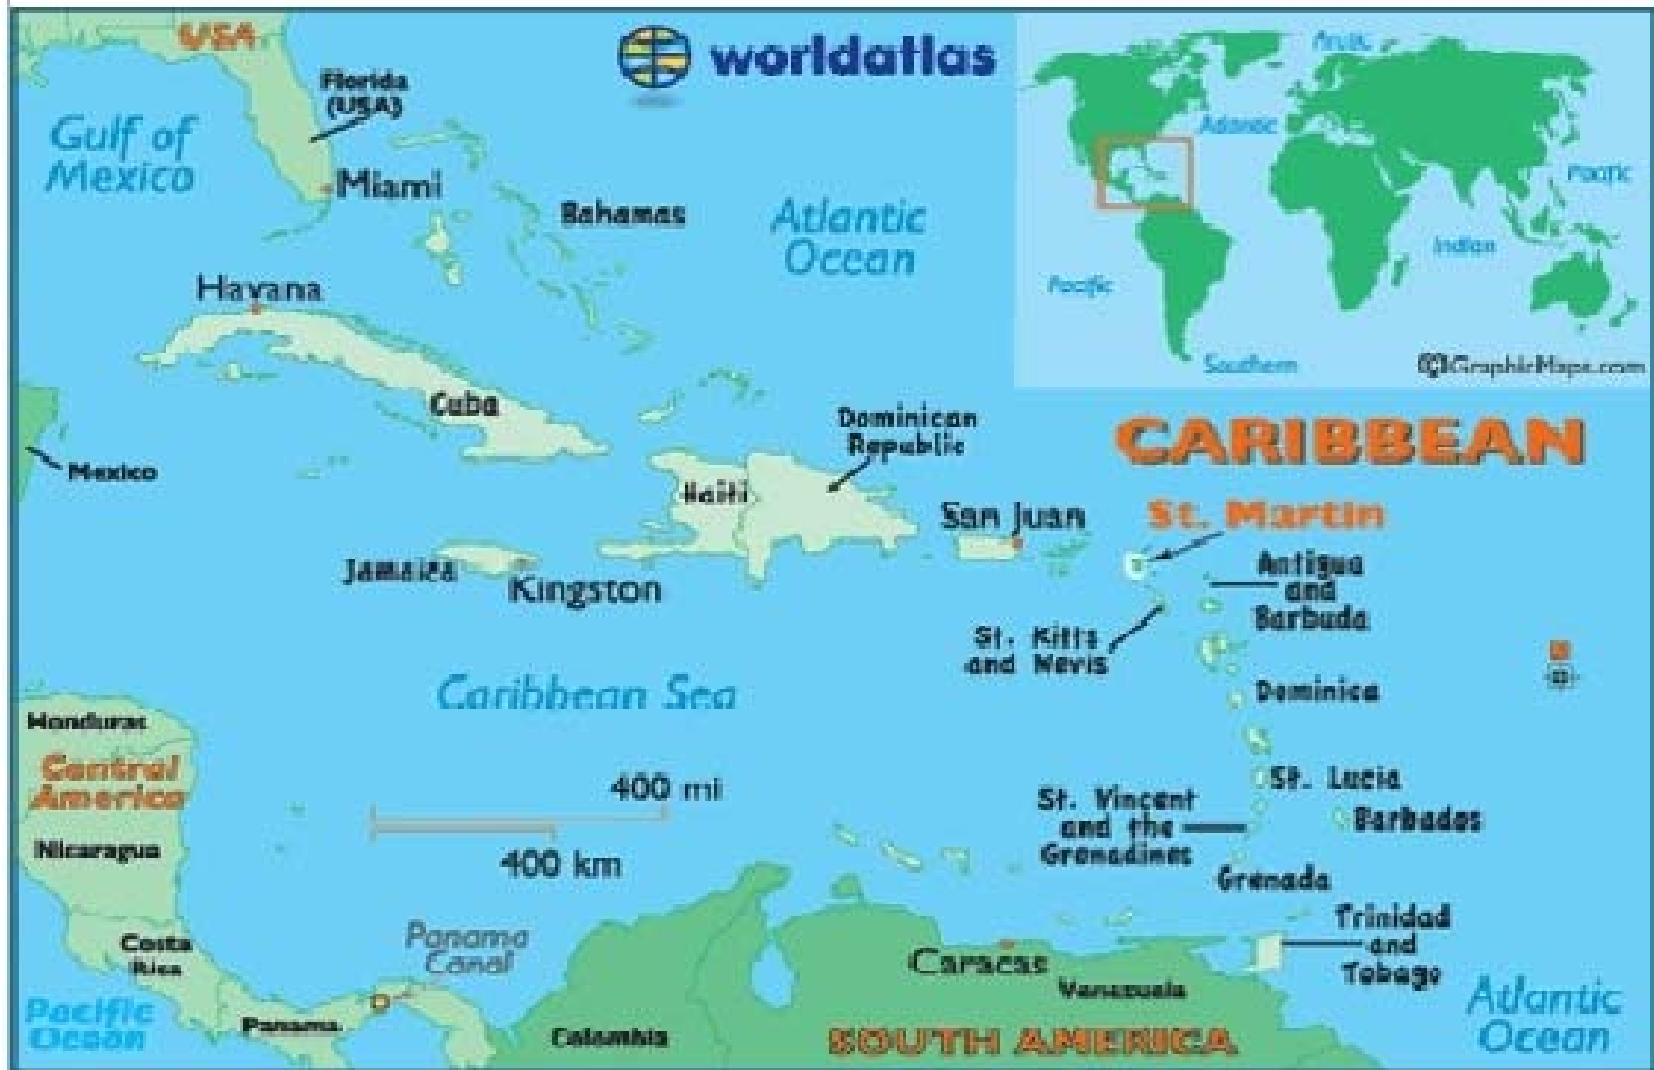 USA
worldatlas
Florida
(USA)
Gulf of
Mexico
Miami
Bahamas
Atlantic
Ocean
Arctic
Atlantic
Pacific
Indian
Pacific
Southern
©GraphicMaps.com
Havana
Cuba
Mexico
Dominican
Republic
Haiti
CARIBBEAN
San Juan
St. Martin
Jamaica
Kingston
Antigua
and
Barbuda
St. Kitts
and Nevis
Caribbean Sea
Dominica
Honduras
Central
America
400 mi
St. Lucia
St. Vincent
and the
Grenadines
Barbados
Nicaragua
400 km
Grenada
Costa
Rica
Panama
Canal
Trinidad
and
Tobago
Caracas
Venezuela
Pacific
Ocean
Panama
Colombia
SOUTH AMERICA
Atlantic
Ocean